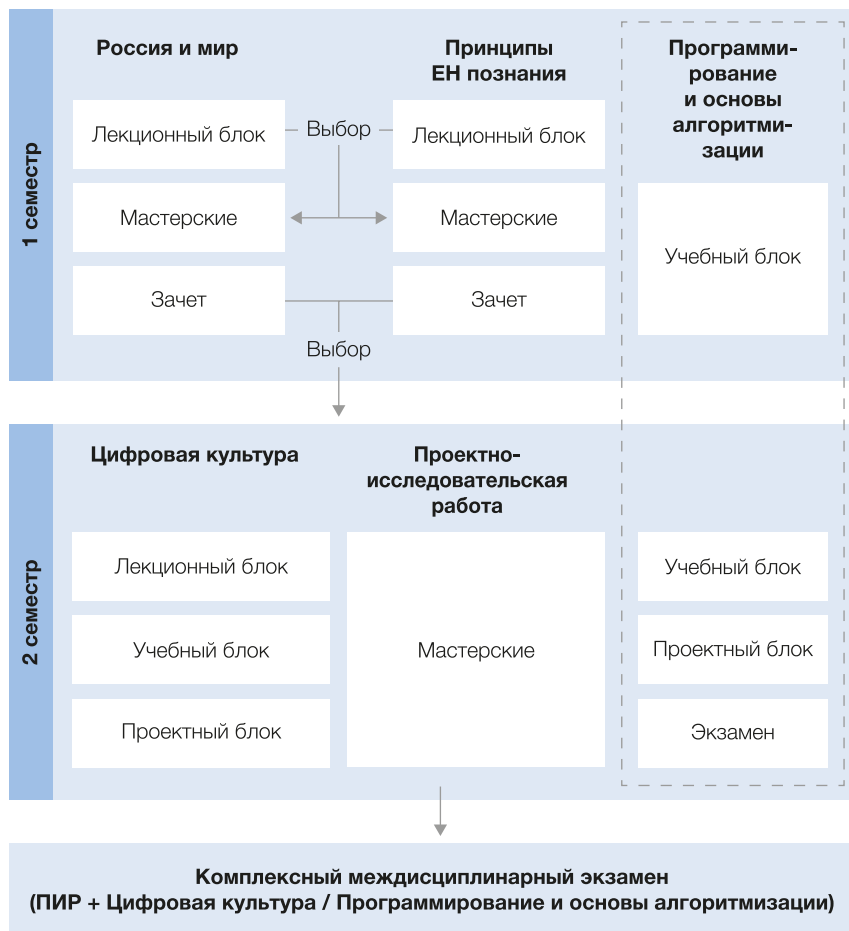 1 семестр
Россия и мир
Лекционный блок
Мастерские
Зачет
Выбор
Выбор
Принципы
ЕН познания
Лекционный блок
Мастерские
Зачет
Программи-
рование
и основы
алгоритми-
зации
Учебный блок
2 семестр
Цифровая культура
Лекционный блок
Учебный блок
Проектный блок
Проектно-
исследовательская
работа
Мастерские
Учебный блок
Проектный блок
Экзамен
Комплексный междисциплинарный экзамен
(ПИР + Цифровая культура / Программирование и основы алгоритмизации)